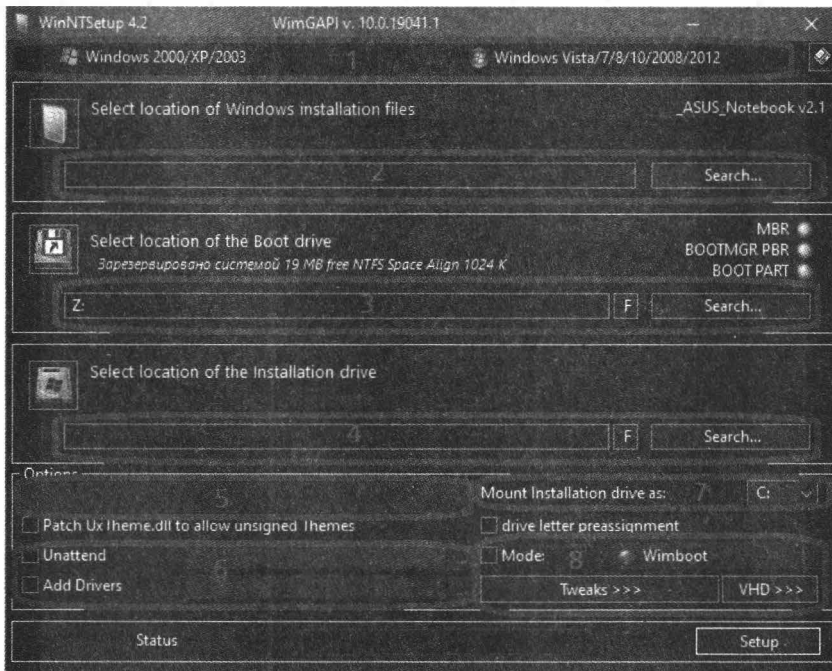 WinNTSetup 4.2 WimGAPI v. 10.0.19041.1
Windows 2000/XP/2003 1 Windows Vista/7/8/10/2008/2012
Select location of Windows installation files _ASUS_Notebook v2.1
2 Search...
MBR
Select location of the Boot drive BOOTMGR PBR
Зарезервировано системой 19 MB free NTFS Space Align 1024 K BOOT PART
Z: 3 F Search...
Select location of the Installation drive
4 F Search...
Options
5 Mount Installation drive as: 7 C:
Patch UxTheme.dll to allow unsigned Themes drive letter preassignment
Unattend 6 Mode: 8 Wimboot
Add Drivers Tweaks >>> VHD >>>
Status Setup